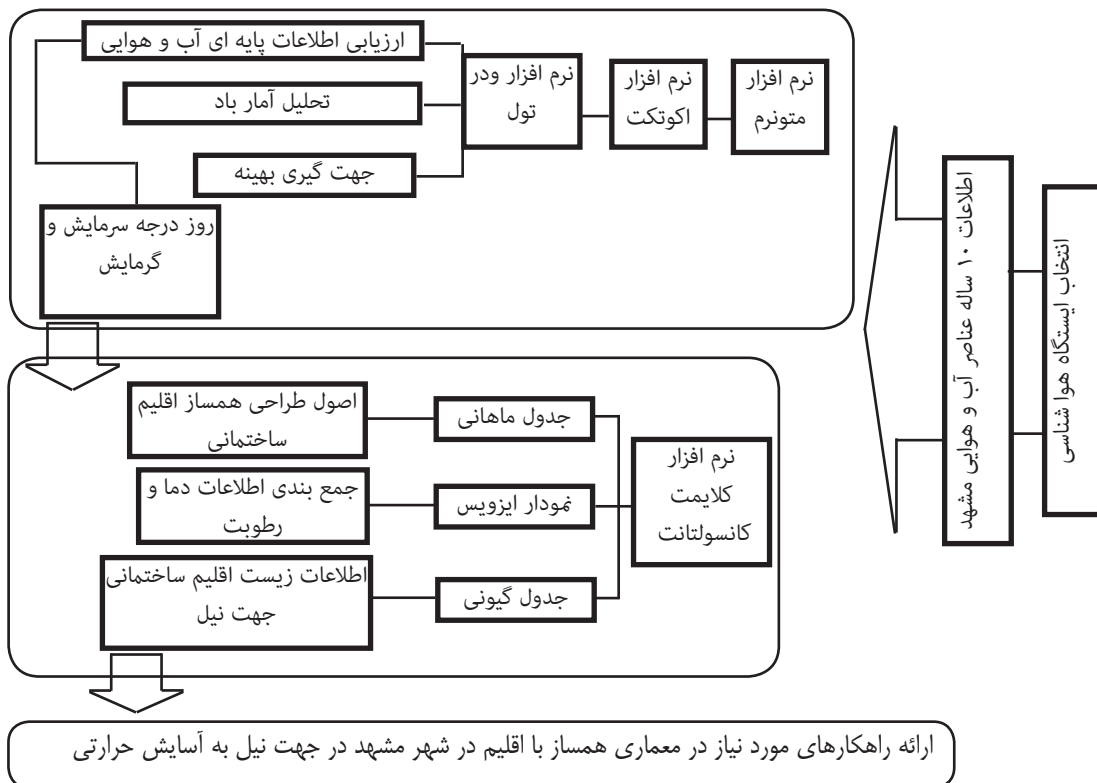 انتخاب ایستگاه هوا شناسی
اطلاعات ۱۰ ساله عناصر آب و هوایی مشهد
نرم افزار
متونرم
نرم افزار
اکوتکت
نرم افزار ودر
تول
ارزیابی اطلاعات پایه ای آب و هوایی
تحلیل آمار باد
جهت گیری بهینه
روز درجه سرمایش و
گرمایش
نرم افزار
کلایمت
کانسولتانت
جدول ماهانی
اصول طراحی همساز اقلیم
ساختمانی
نمودار ایزویس
جمع بندی اطلاعات دما و
رطوبت
جدول گیونی
اطلاعات زیست اقلیم ساختمانی
جهت نیل
ارائه راهکارهای مورد نیاز در معماری همساز با اقلیم در شهر مشهد در جهت نیل به آسایش حرارتی